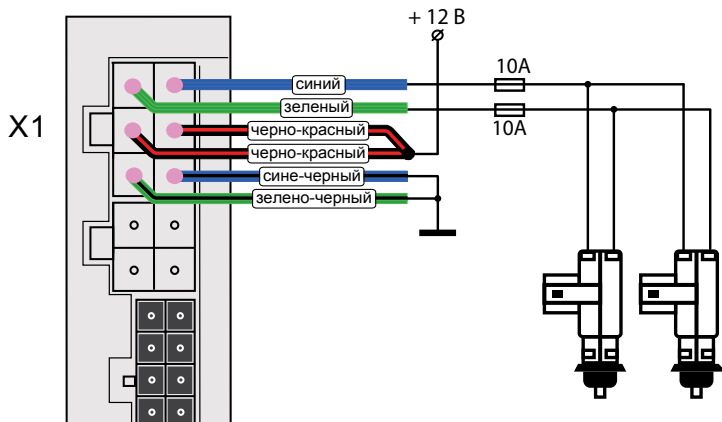 + 12 В
10А
синий
зеленый
X1
10А
черно-красный
черно-красный
сине-черный
зелено-черный